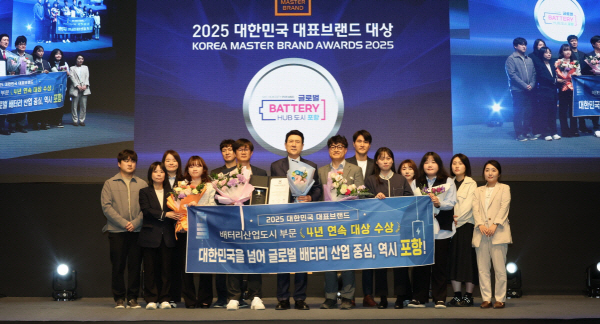 MASTER
BRAND
2025 대한민국 대표브랜드 대상
KOREA MASTER BRAND AWARDS 2025
글로벌
BATTERY
HUB 도시 포항
2025 대한민국 대표브랜드
배터리산업도시 부문 《4년 연속 대상 수상》
대한민국을 넘어 글로벌 배터리 산업 중심, 역시 포항!